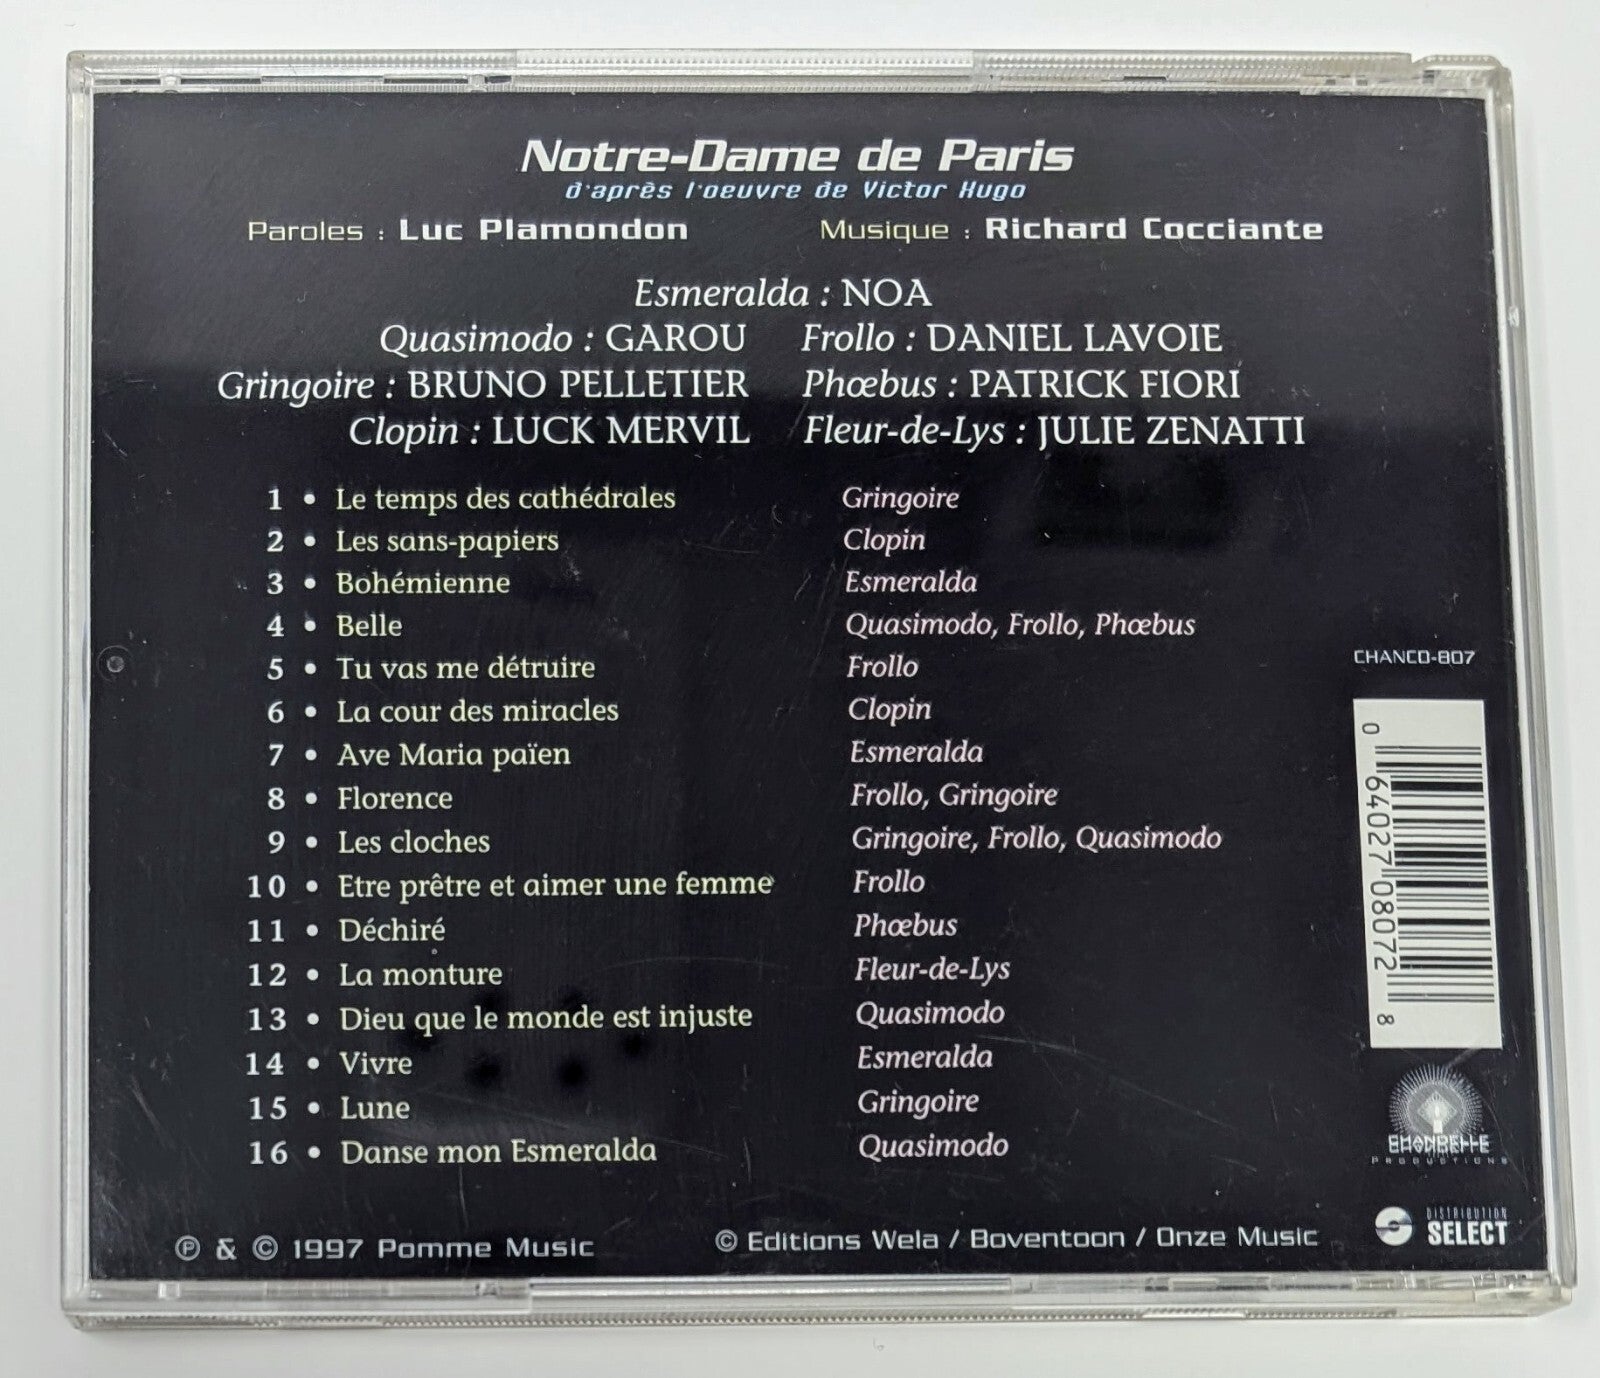 Notre-Dame de Paris
d'après l'oeuvre de Victor Hugo
Paroles : Luc Plamondon Musique : Richard Cocciante
Esmeralda : NOA
Quasimodo : GAROU Frollo : DANIEL LAVOIE
Gringoire : BRUNO PELLETIER Phœbus : PATRICK FIORI
Clopin : LUCK MERVIL Fleur-de-Lys : JULIE ZENATTI
1 • Le temps des cathédrales Gringoire
2 • Les sans-papiers Clopin
3 • Bohémienne Esmeralda
4 • Belle Quasimodo, Frollo, Phœbus
5 • Tu vas me détruire Frollo
6 • La cour des miracles Clopin
7 • Ave Maria païen Esmeralda
8 • Florence Frollo, Gringoire
9 • Les cloches Gringoire, Frollo, Quasimodo
10 • Etre prêtre et aimer une femme Frollo
11 • Déchiré Phœbus
12 • La monture Fleur-de-Lys
13 • Dieu que le monde est injuste Quasimodo
14 • Vivre Esmeralda
15 • Lune Gringoire
16 • Danse mon Esmeralda Quasimodo
CHANCD-807
0 64027 08072 8
CHANDELLE
PRODUCTIONS
DISTRIBUTION
SELECT
℗ & © 1997 Pomme Music
© Editions Wela / Boventoon / Onze Music